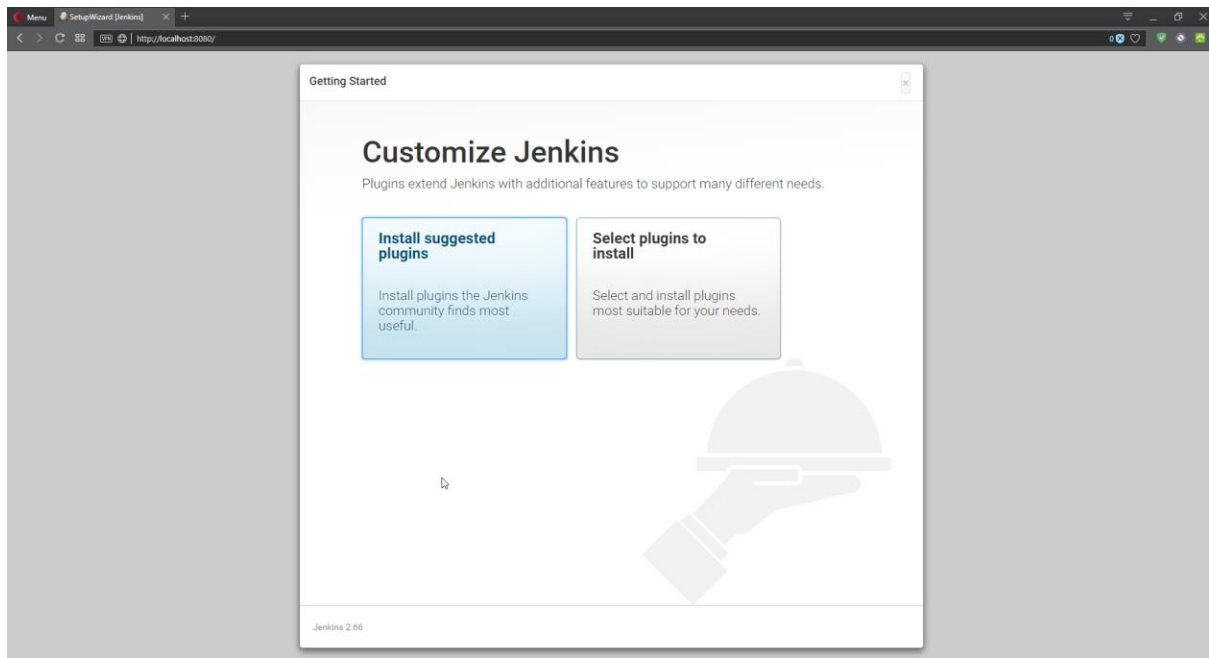 Menu
SetupWizard [Jenkins]
VPN
http://localhost:8080/
0
Getting Started
Customize Jenkins
Plugins extend Jenkins with additional features to support many different needs.
Install suggested
plugins
Install plugins the Jenkins
community finds most
useful.
Select plugins to
install
Select and install plugins
most suitable for your needs.
Jenkins 2.66